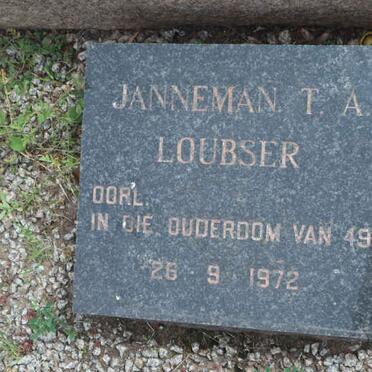 JANNEMAN. T. A
LOUBSER
OORL.
IN DIE OUDERDOM VAN 49
26 9 1972